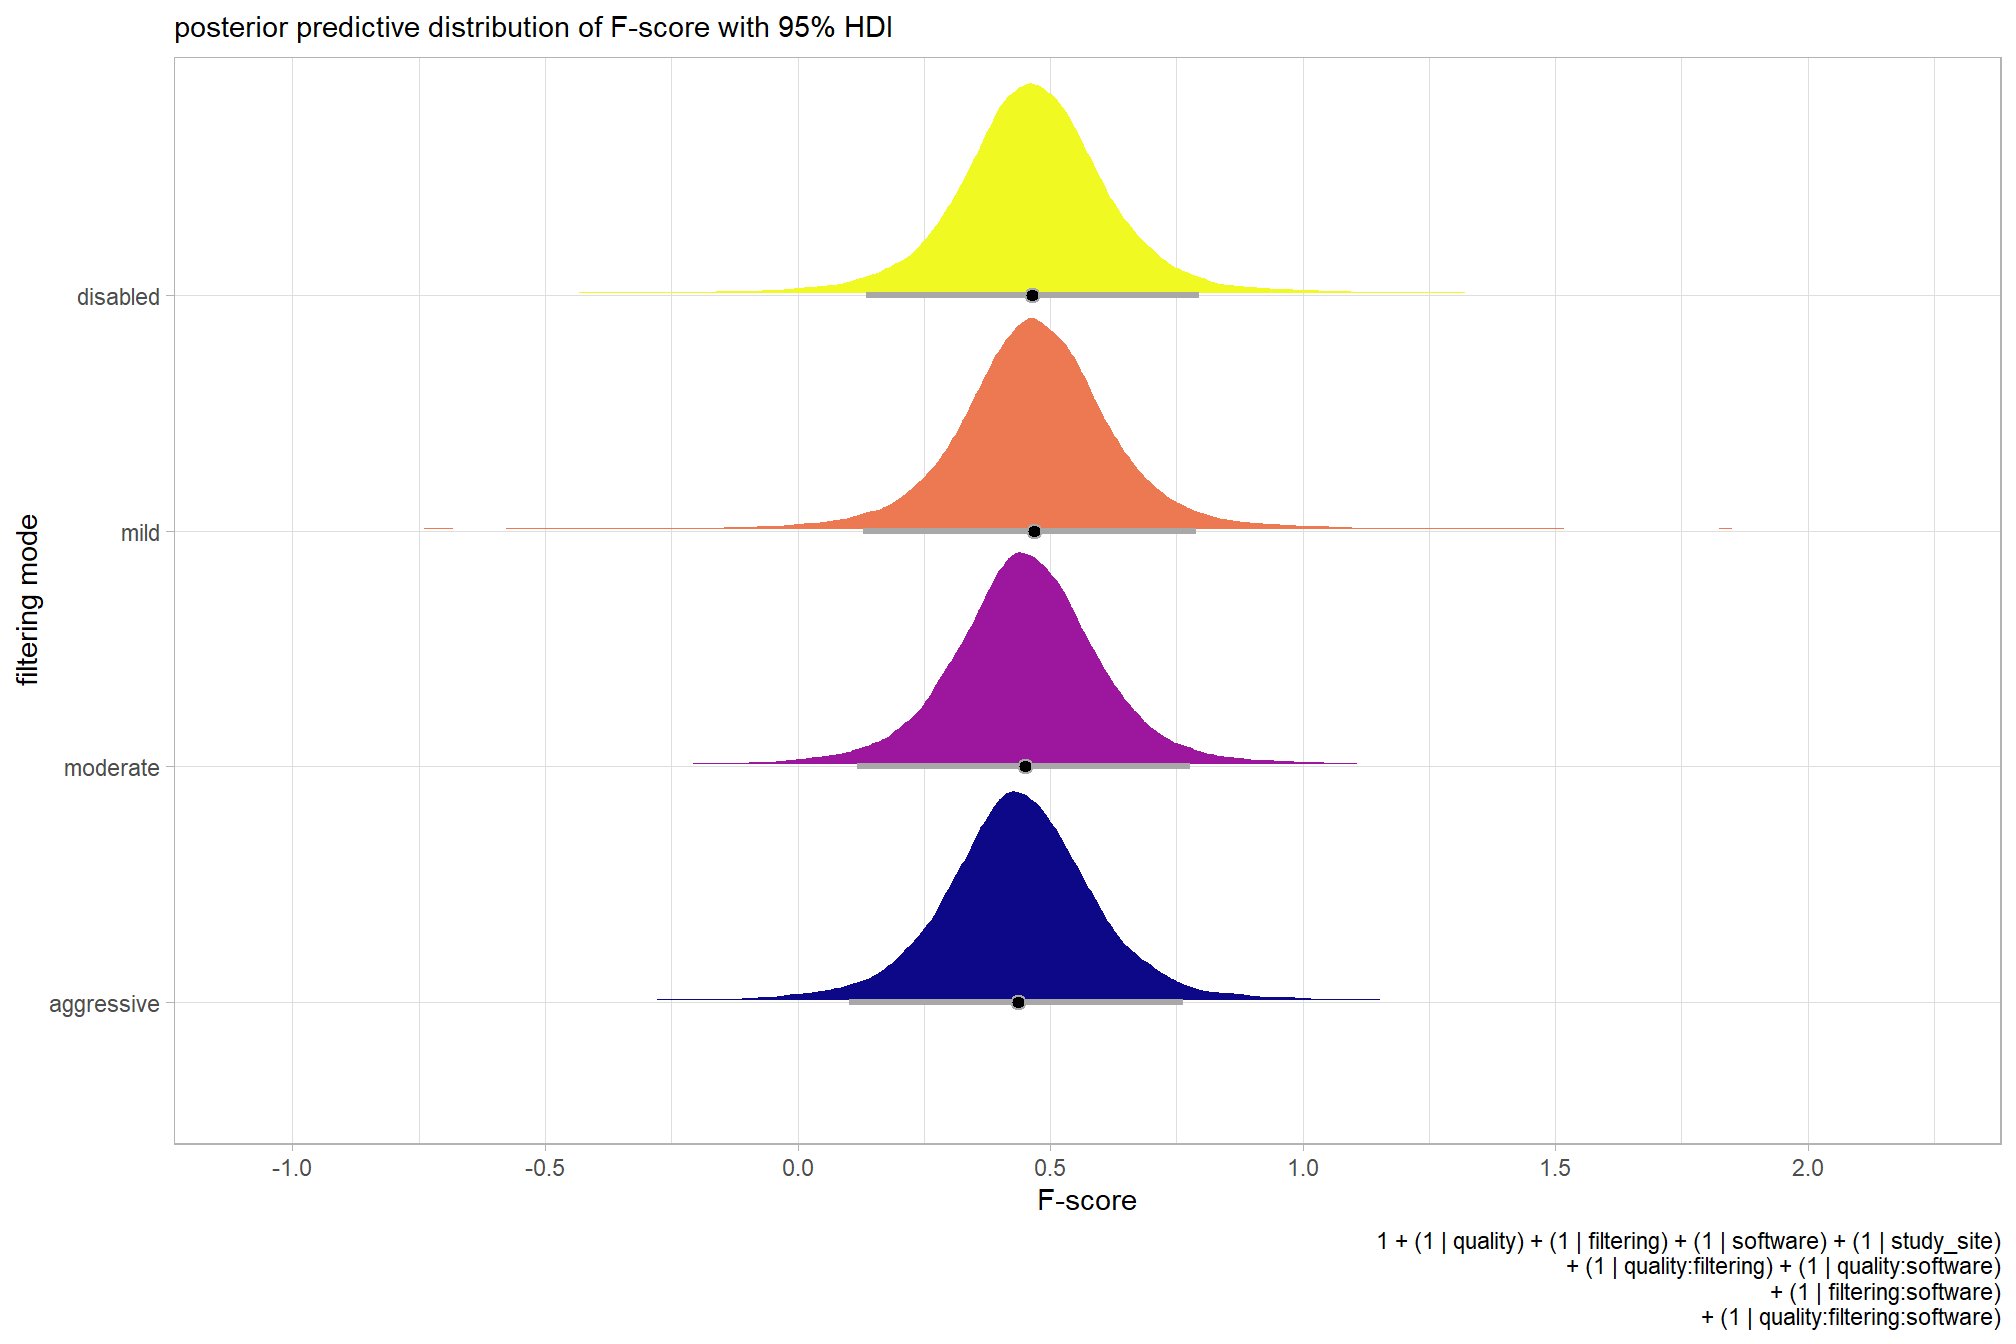 posterior predictive distribution of F-score with 95% HDI
filtering mode
disabled
mild
moderate
aggressive
-1.0 -0.5 0.0 0.5 1.0 1.5 2.0
F-score
1 + (1 | quality) + (1 | filtering) + (1 | software) + (1 | study_site)
+ (1 | quality:filtering) + (1 | quality:software)
+ (1 | filtering:software)
+ (1 | quality:filtering:software)